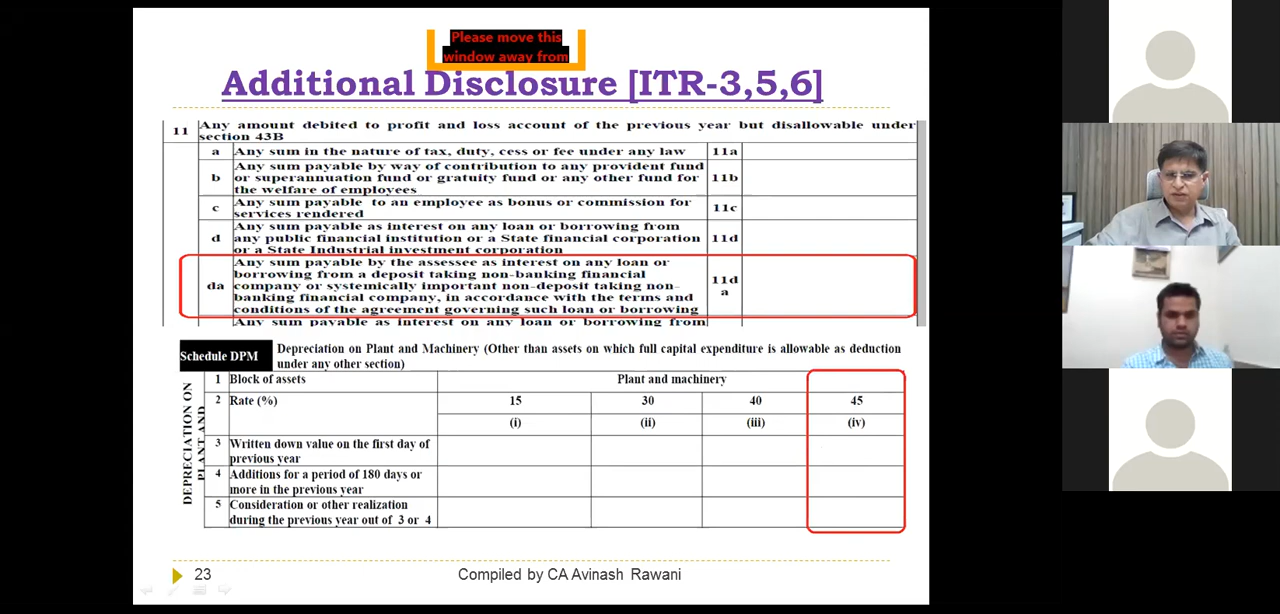 Please move this
window away from
Additional Disclosure [ITR-3,5,6]
11 Any amount debited to profit and loss account of the previous year but disallowable under
section 43B
a Any sum in the nature of tax, duty, cess or fee under any law 11a
b Any sum payable by way of contribution to any provident fund
or superannuation fund or gratuity fund or any other fund for 11b
the welfare of employees
c Any sum payable to an employee as bonus or commission for 11c
services rendered
d Any sum payable as interest on any loan or borrowing from
any public financial institution or a State financial corporation 11d
or a State Industrial investment corporation
da Any sum payable by the assessee as interest on any loan or
borrowing from a deposit taking non-banking financial
company or systemically important non-deposit taking non- 11d
banking financial company, in accordance with the terms and a
conditions of the agreement governing such loan or borrowing
Any sum payable as interest on any loan or borrowing from
Schedule DPM Depreciation on Plant and Machinery (Other than assets on which full capital expenditure is allowable as deduction
under any other section)
DEPRECIATION ON
PLANT AND
1 Block of assets Plant and machinery
2 Rate (%) 15 30 40 45
(i) (ii) (iii) (iv)
3 Written down value on the first day of
previous year
4 Additions for a period of 180 days or
more in the previous year
5 Consideration or other realization
during the previous year out of 3 or 4
23 Compiled by CA Avinash Rawani